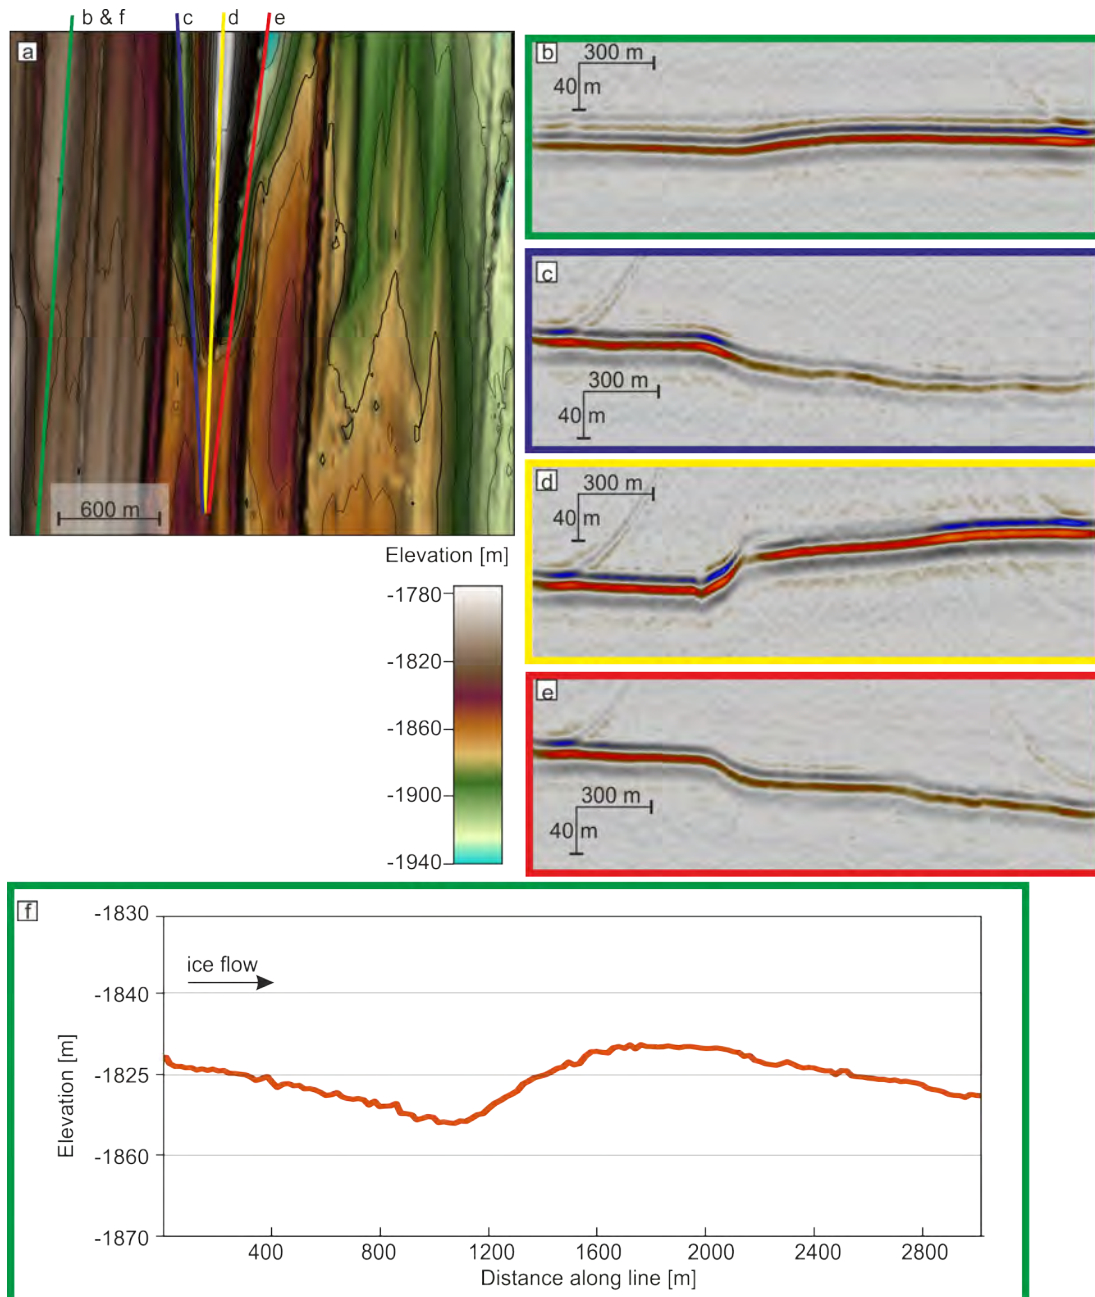 b & f c d e
a
600 m
Elevation [m]
-1780
-1820
-1860
-1900
-1940
b
300 m
40 m
c
300 m
40 m
d
300 m
40 m
e
300 m
40 m
f
-1830
-1840
-1825
-1860
-1870
Elevation [m]
ice flow
400 800 1200 1600 2000 2400 2800
Distance along line [m]